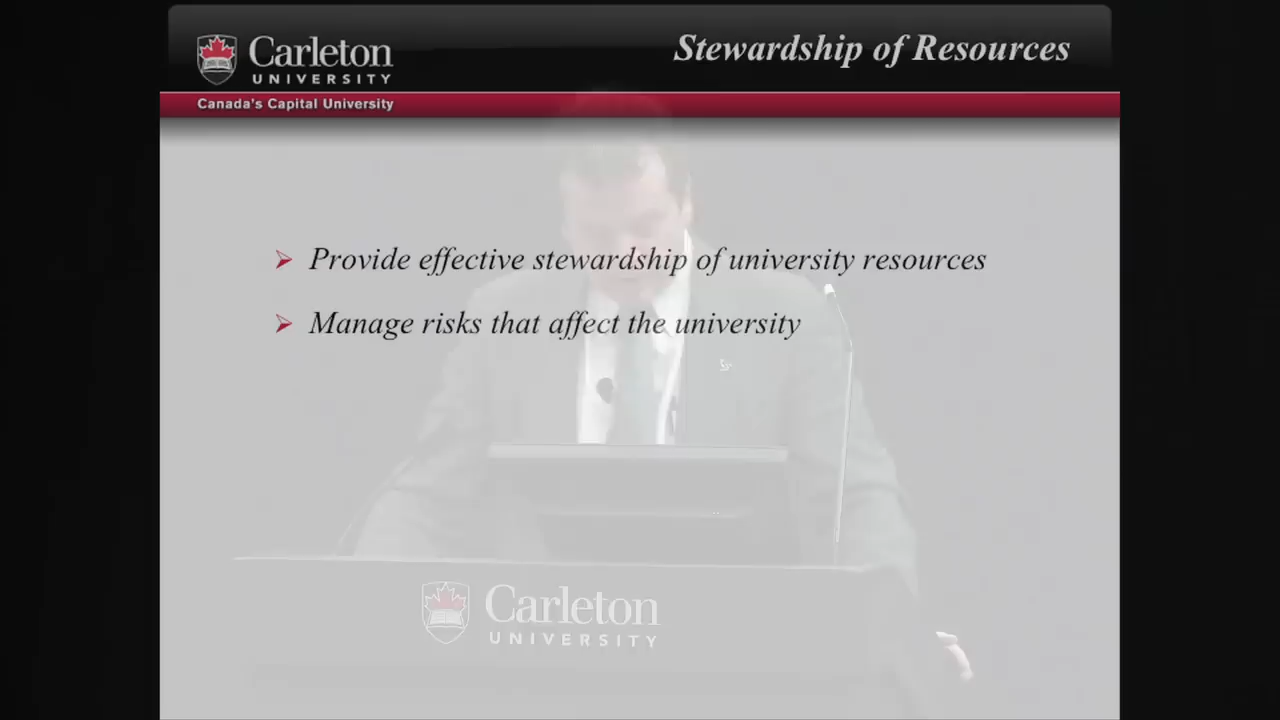 Carleton
UNIVERSITY
Stewardship of Resources
Canada's Capital University
Provide effective stewardship of university resources
Manage risks that affect the university
Carleton
UNIVERSITY